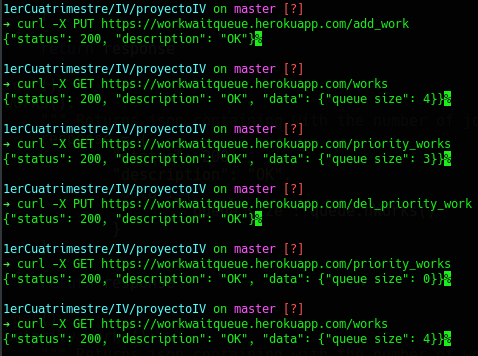 1erCuatrimestre/IV/proyectoIV on master [?]
→ curl -X PUT https://workwaitqueue.herokuapp.com/add_work
{"status": 200, "description": "OK"}%
1erCuatrimestre/IV/proyectoIV on master [?]
→ curl -X GET https://workwaitqueue.herokuapp.com/works
{"status": 200, "description": "OK", "data": {"queue size": 4}}%
1erCuatrimestre/IV/proyectoIV on master [?]
→ curl -X GET https://workwaitqueue.herokuapp.com/priority_works
{"status": 200, "description": "OK", "data": {"queue size": 3}}%
1erCuatrimestre/IV/proyectoIV on master [?]
→ curl -X PUT https://workwaitqueue.herokuapp.com/del_priority_work
{"status": 200, "description": "OK"}%
1erCuatrimestre/IV/proyectoIV on master [?]
→ curl -X GET https://workwaitqueue.herokuapp.com/priority_works
{"status": 200, "description": "OK", "data": {"queue size": 0}}%
1erCuatrimestre/IV/proyectoIV on master [?]
→ curl -X GET https://workwaitqueue.herokuapp.com/works
{"status": 200, "description": "OK", "data": {"queue size": 4}}%